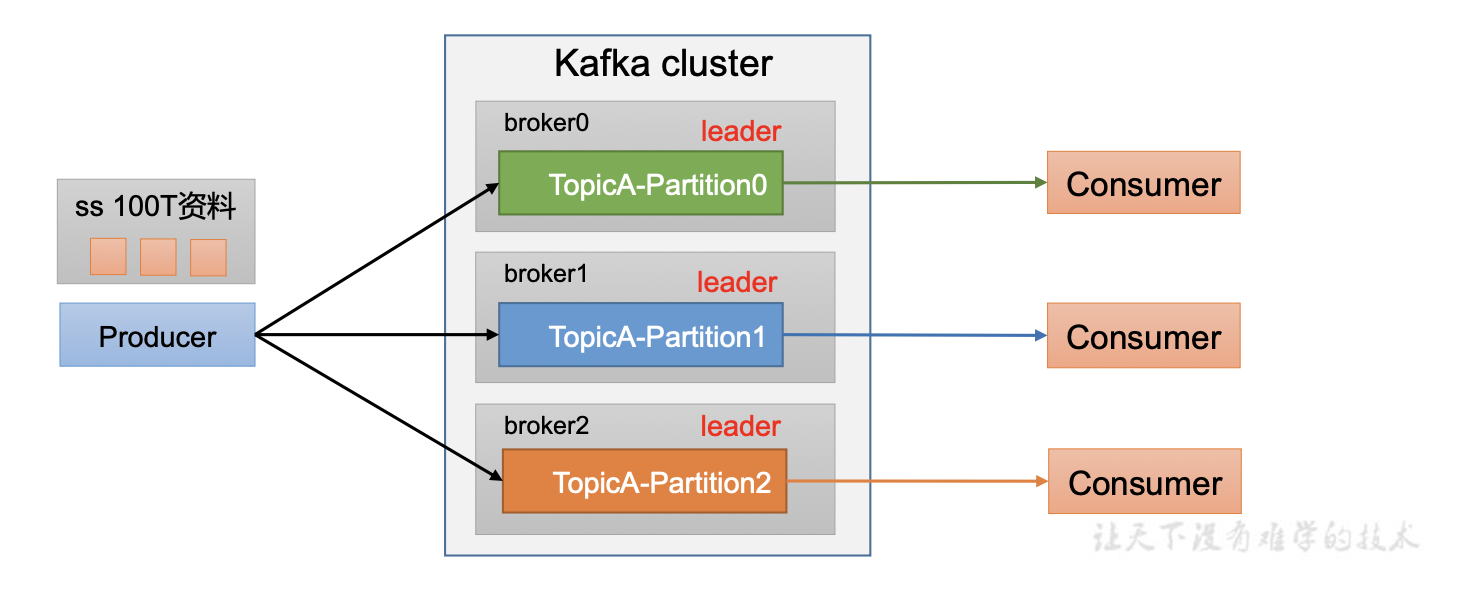 Kafka cluster
broker0
leader
TopicA-Partition0
Consumer
ss 100T资料
broker1
leader
Producer
TopicA-Partition1
Consumer
broker2
leader
TopicA-Partition2
Consumer
让天下没有难学的技术